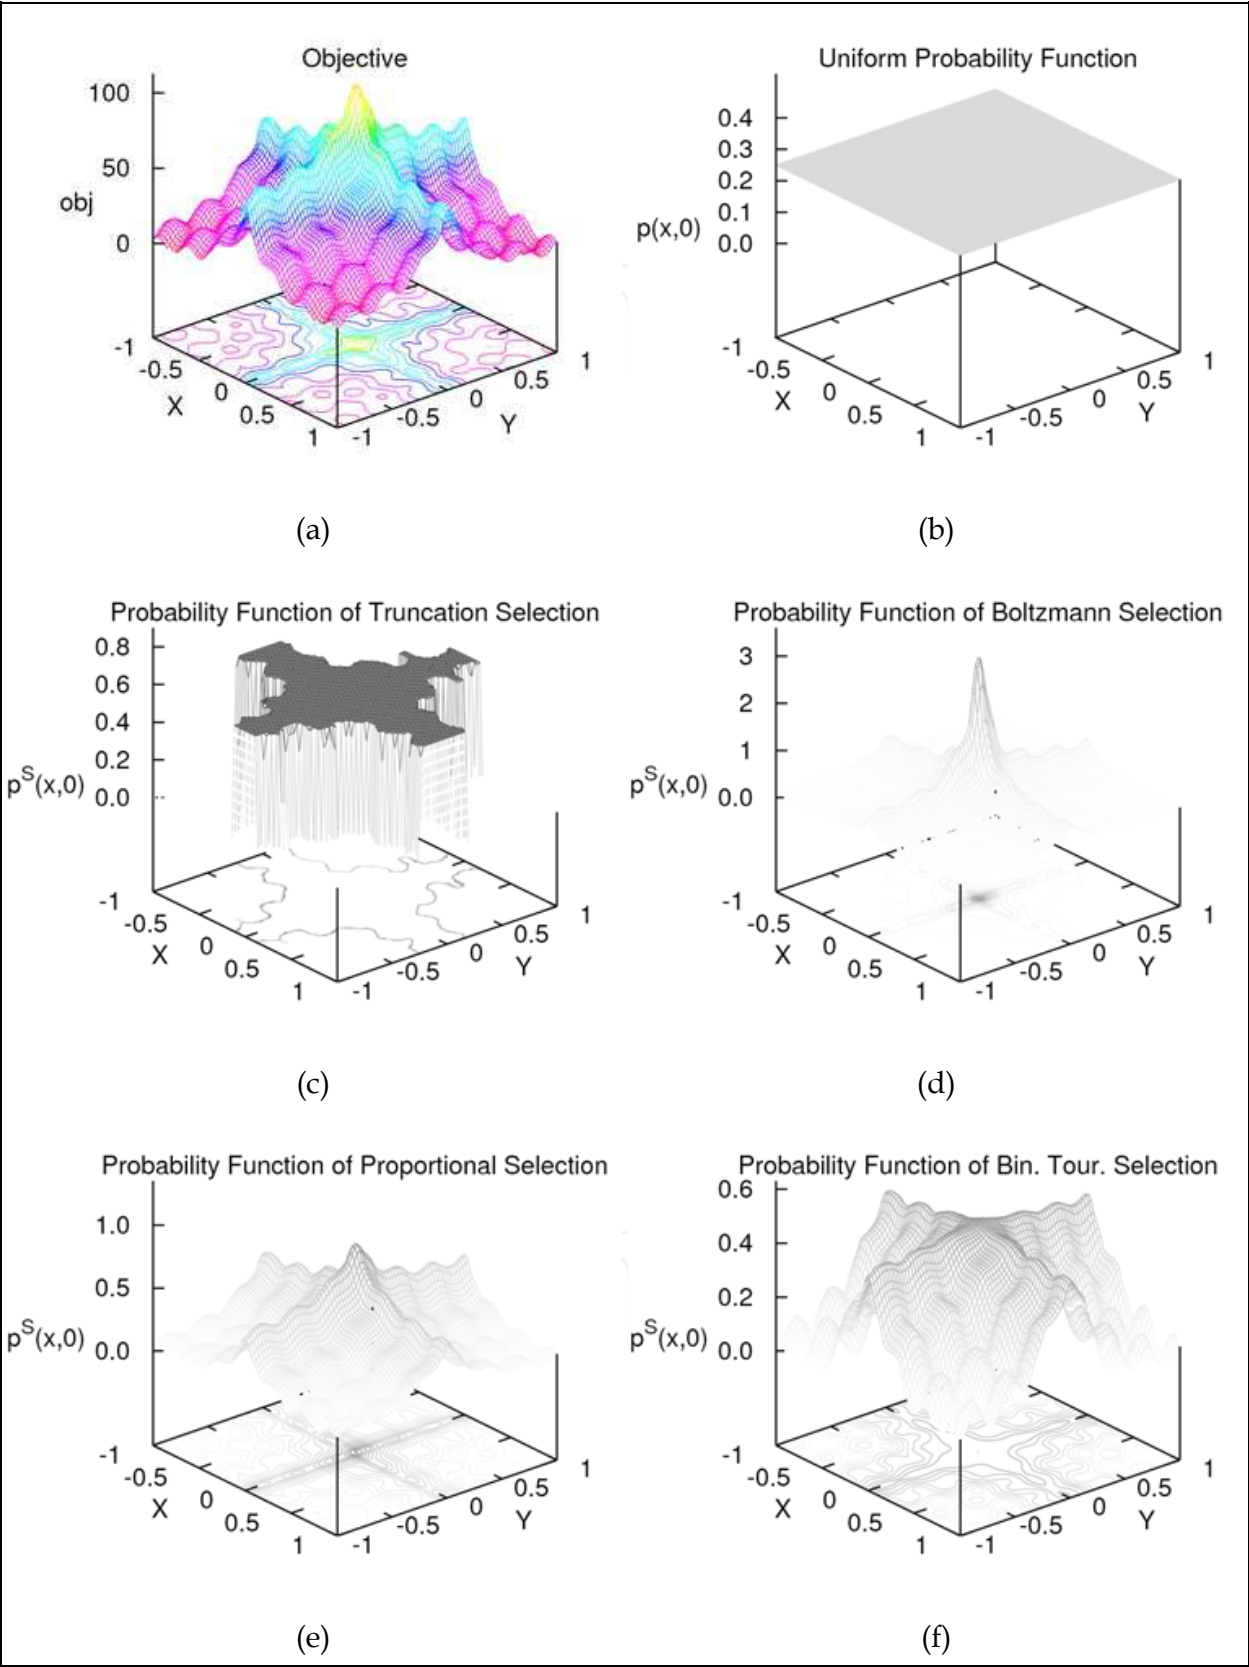 Objective
100
50
obj
0
-1
-0.5
X
0
0.5
1
-1
-0.5
0
Y
0.5
1
(a)
Uniform Probability Function
0.4
0.3
0.2
0.1
p(x,0)
0.0
-1
-0.5
X
0
0.5
1
-1
-0.5
0
Y
0.5
1
(b)
Probability Function of Truncation Selection
0.8
0.6
0.4
0.2
pS(x,0)
0.0
-1
-0.5
X
0
0.5
1
-1
-0.5
0
Y
0.5
1
(c)
Probability Function of Boltzmann Selection
3
2
1
pS(x,0)
0.0
-1
-0.5
X
0
0.5
1
-1
-0.5
0
Y
0.5
1
(d)
Probability Function of Proportional Selection
1.0
0.5
pS(x,0)
0.0
-1
-0.5
X
0
0.5
1
-1
-0.5
0
Y
0.5
1
(e)
Probability Function of Bin. Tour. Selection
0.6
0.4
0.2
pS(x,0)
0.0
-1
-0.5
X
0
0.5
1
-1
-0.5
0
Y
0.5
1
(f)